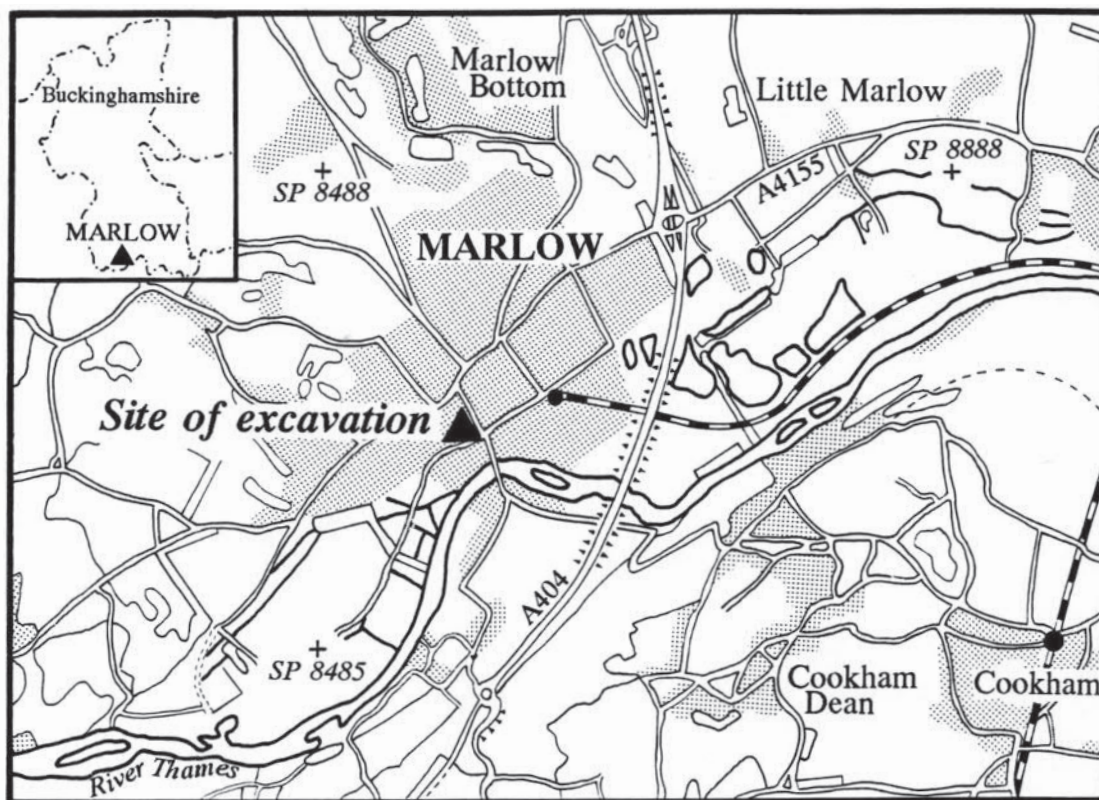 Buckinghamshire
MARLOW
Marlow
Bottom
Little Marlow
SP 8488
A4155
SP 8888
MARLOW
Site of excavation
A404
SP 8485
Cookham
Dean
Cookham
River Thames